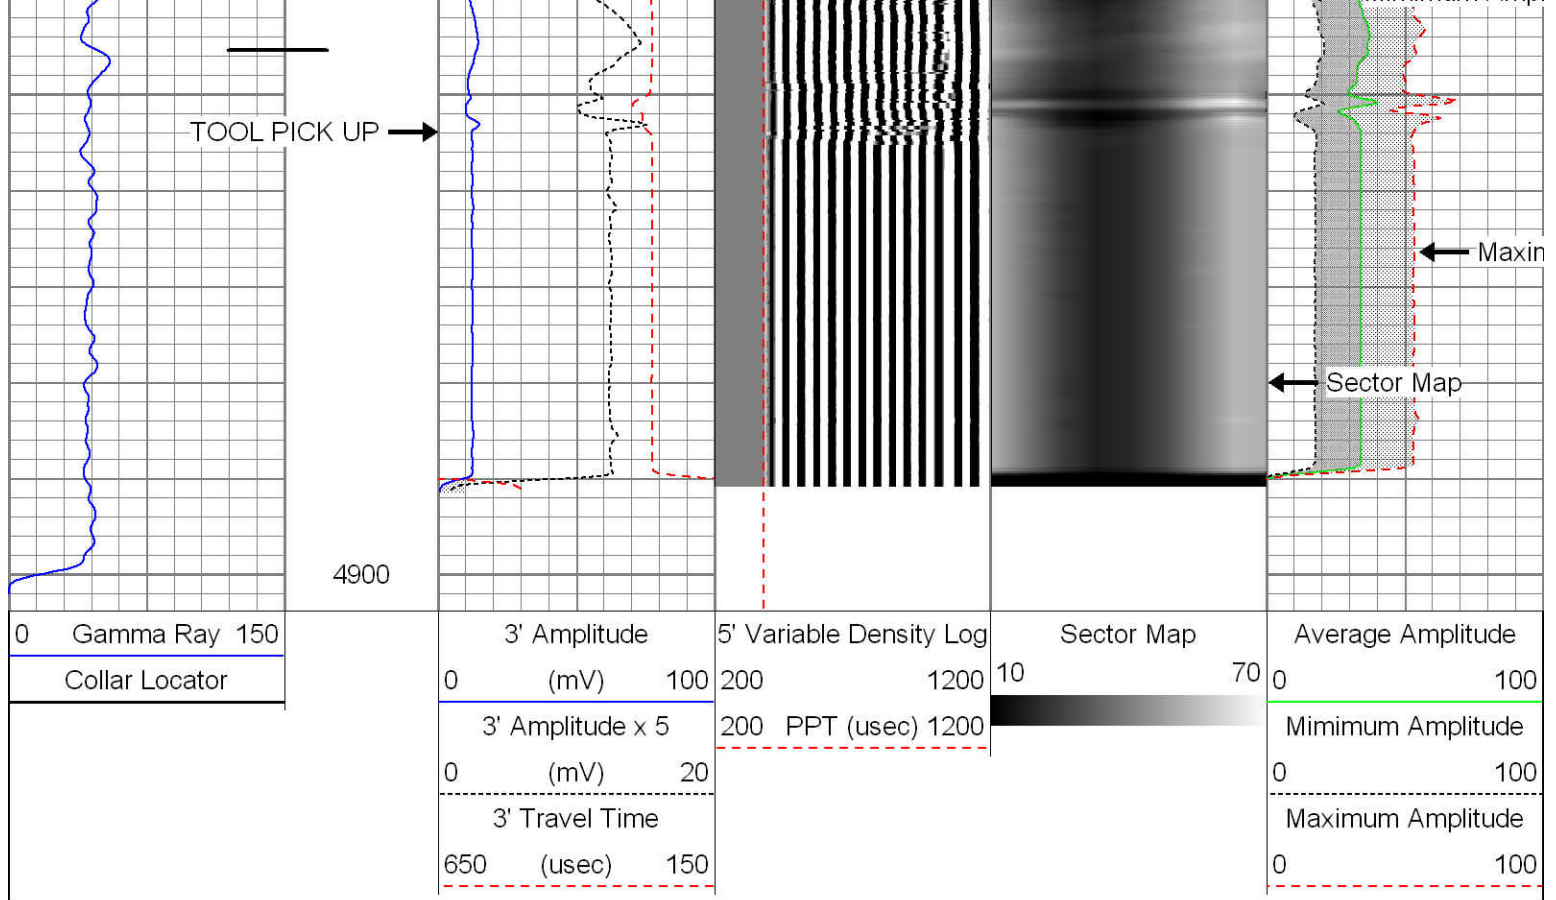 TOOL PICK UP
Sector Map
4900
0 Gamma Ray 150
Collar Locator
3' Amplitude
0 (mV) 100
3' Amplitude x 5
0 (mV) 20
3' Travel Time
650 (usec) 150
5' Variable Density Log
200 1200
200 PPT (usec) 1200
Sector Map
10 70
Average Amplitude
0 100
Mimimum Amplitude
0 100
Maximum Amplitude
0 100